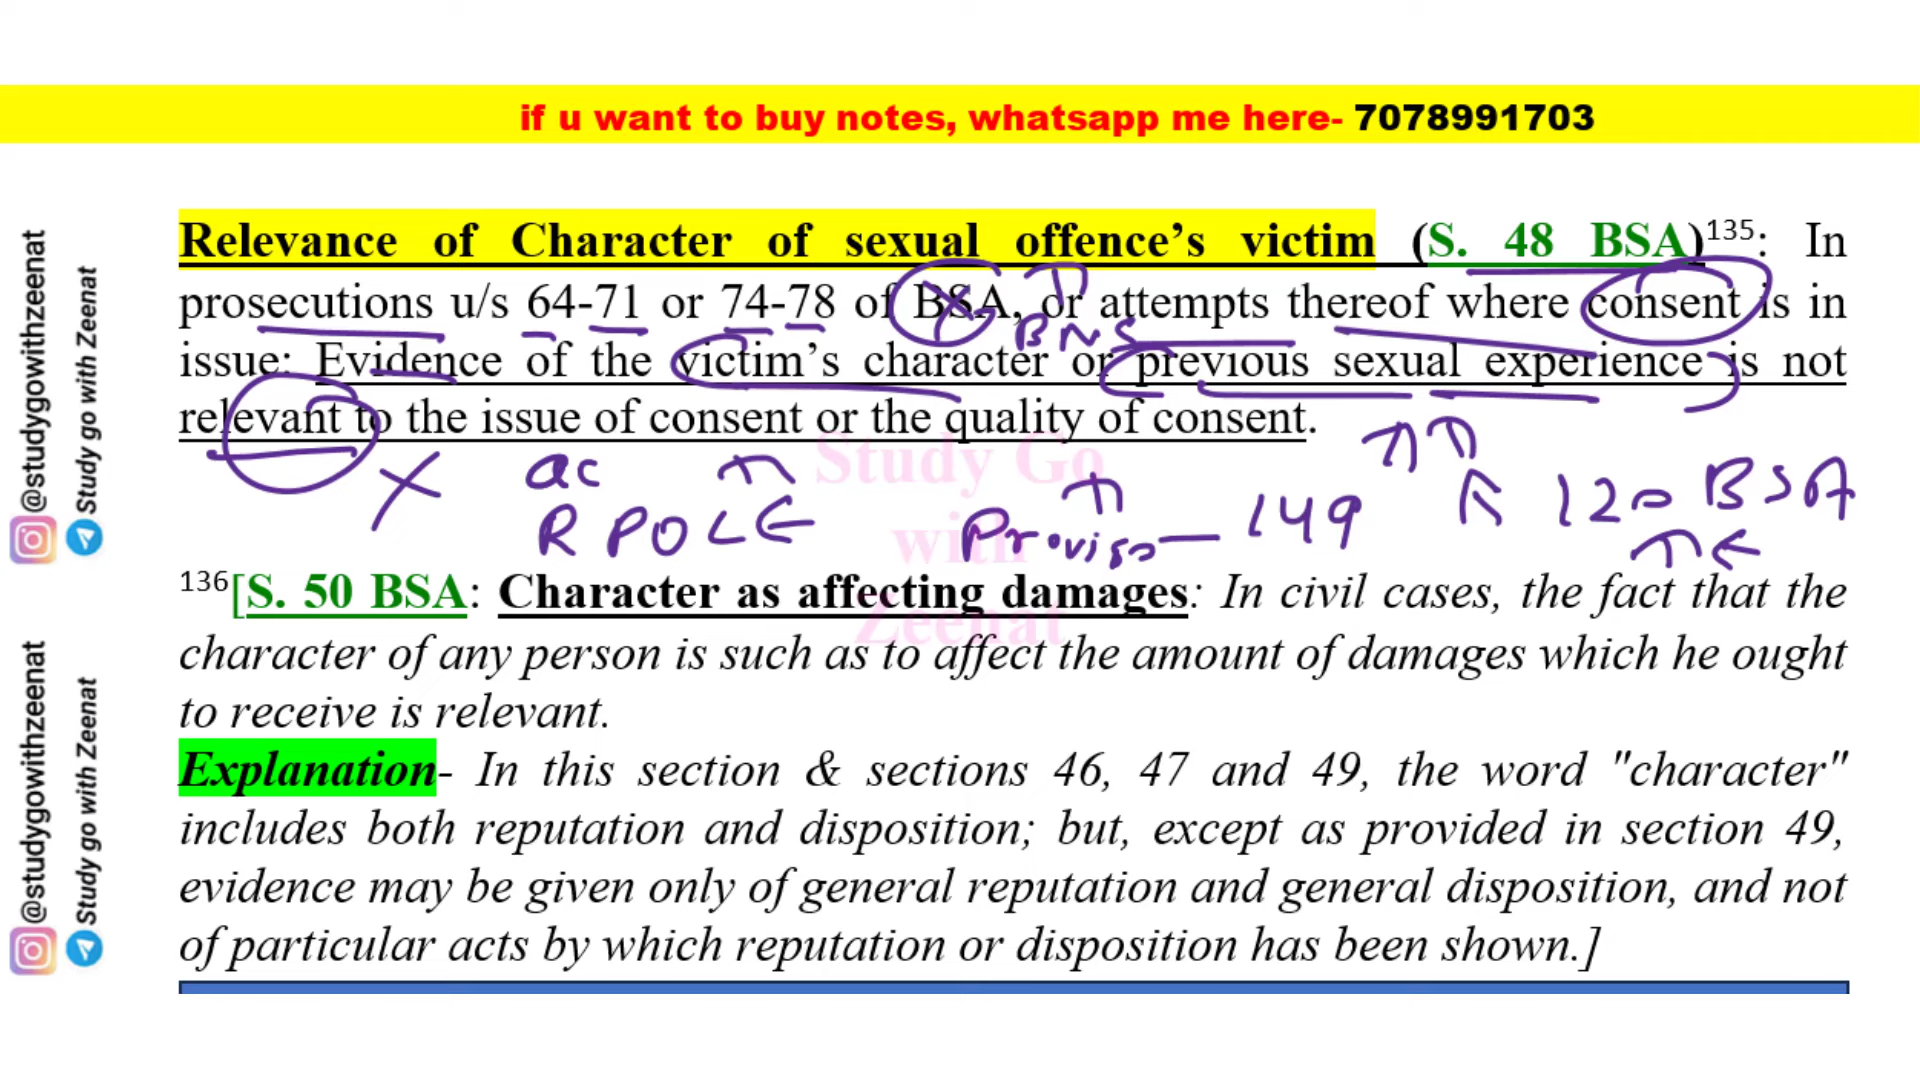 if u want to buy notes, whatsapp me here- 7078991703
Relevance of Character of sexual offence’s victim (S. 48 BSA)135: In
prosecutions u/s 64-71 or 74-78 of BSA, or attempts thereof where consent is in
BNS
issue: Evidence of the victim’s character or previous sexual experience is not
relevant to the issue of consent or the quality of consent.
ac
R POLE
Proviso - 149
120 BSA
136[S. 50 BSA: Character as affecting damages: In civil cases, the fact that the
character of any person is such as to affect the amount of damages which he ought
to receive is relevant.
Explanation- In this section & sections 46, 47 and 49, the word "character"
includes both reputation and disposition; but, except as provided in section 49,
evidence may be given only of general reputation and general disposition, and not
of particular acts by which reputation or disposition has been shown.]
Study Go
with
Zeenat
@studygowithzeenat
Study go with Zeenat
@studygowithzeenat
Study go with Zeenat